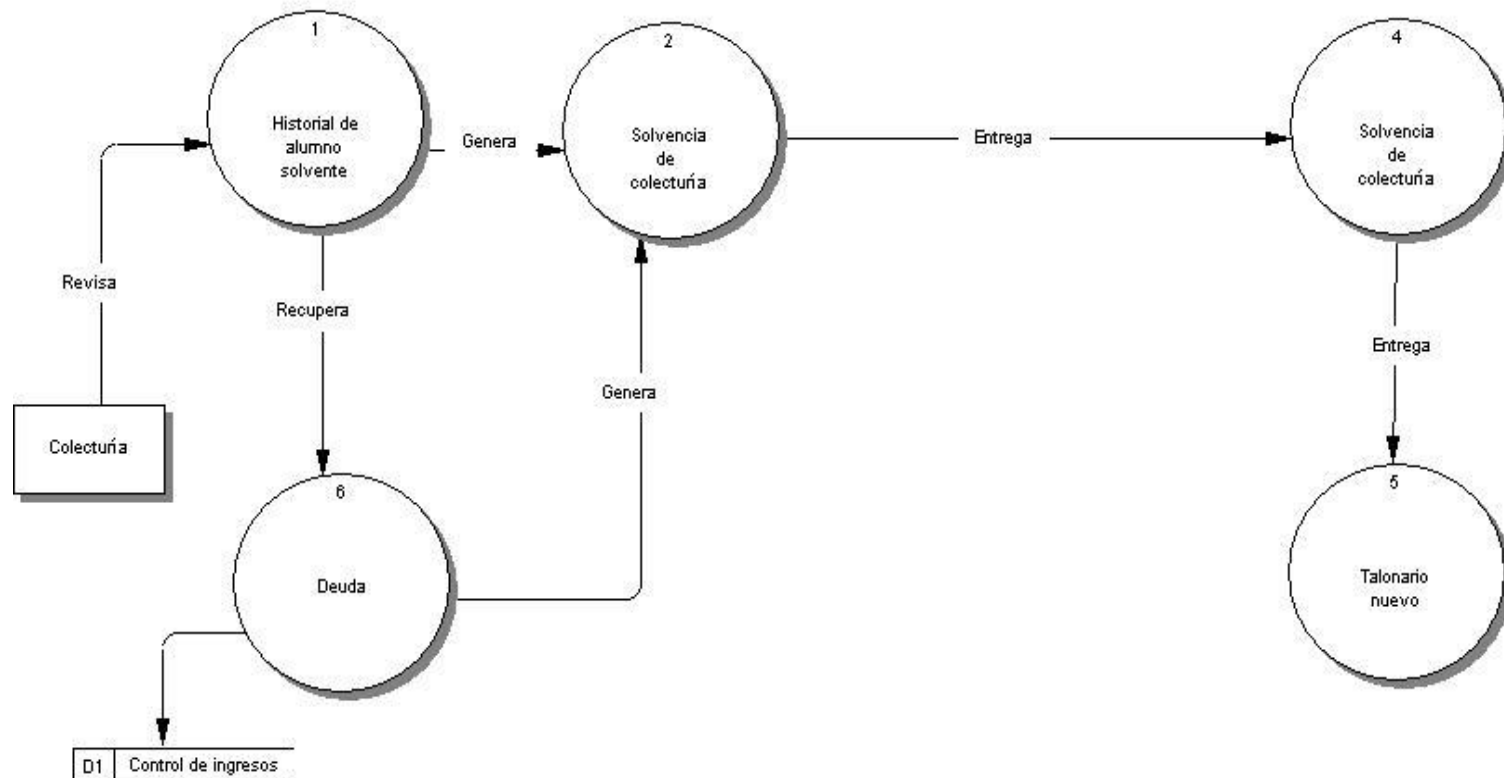 1
Historial de
alumno
solvente
Genera
2
Solvencia
de
colecturía
Entrega
4
Solvencia
de
colecturía
Revisa
Recupera
Genera
Entrega
Colecturía
6
Deuda
5
Talonario
nuevo
D1 Control de ingresos